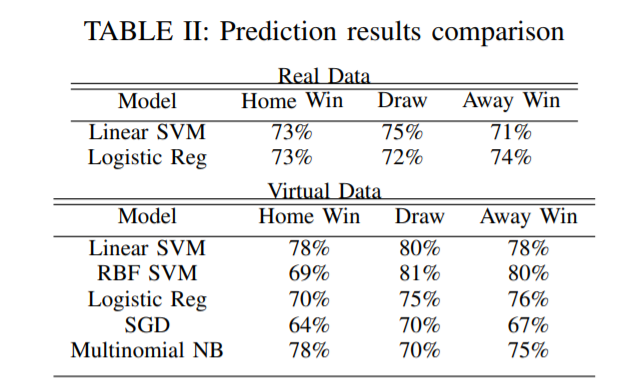 TABLE II: Prediction results comparison
Real Data
Model Home Win Draw Away Win
Linear SVM 73% 75% 71%
Logistic Reg 73% 72% 74%
Virtual Data
Model Home Win Draw Away Win
Linear SVM 78% 80% 78%
RBF SVM 69% 81% 80%
Logistic Reg 70% 75% 76%
SGD 64% 70% 67%
Multinomial NB 78% 70% 75%